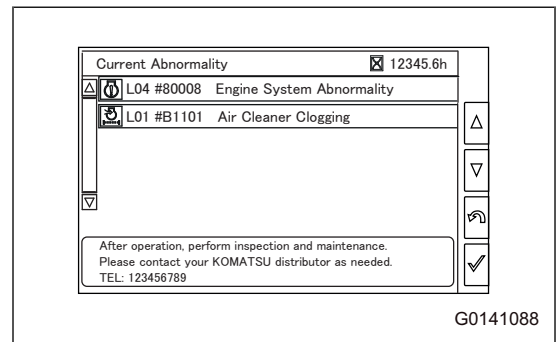 Current Abnormality 12345.6h
L04 #80008 Engine System Abnormality
L01 #B1101 Air Cleaner Clogging
After operation, perform inspection and maintenance.
Please contact your KOMATSU distributor as needed.
TEL: 123456789
G0141088